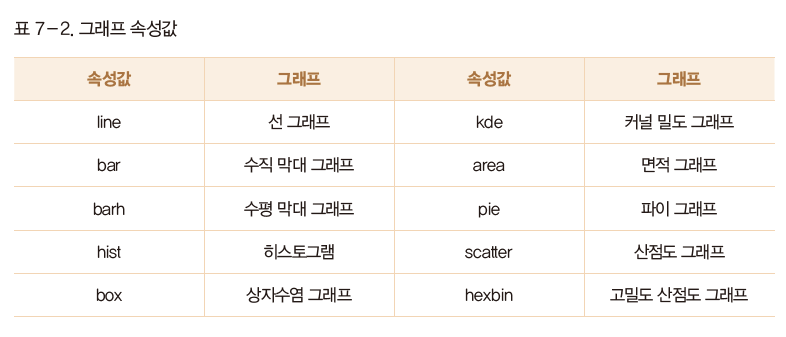 표 7-2. 그래프 속성값
속성값 그래프 속성값 그래프
line 선 그래프 kde 커널 밀도 그래프
bar 수직 막대 그래프 area 면적 그래프
barh 수평 막대 그래프 pie 파이 그래프
hist 히스토그램 scatter 산점도 그래프
box 상자수염 그래프 hexbin 고밀도 산점도 그래프